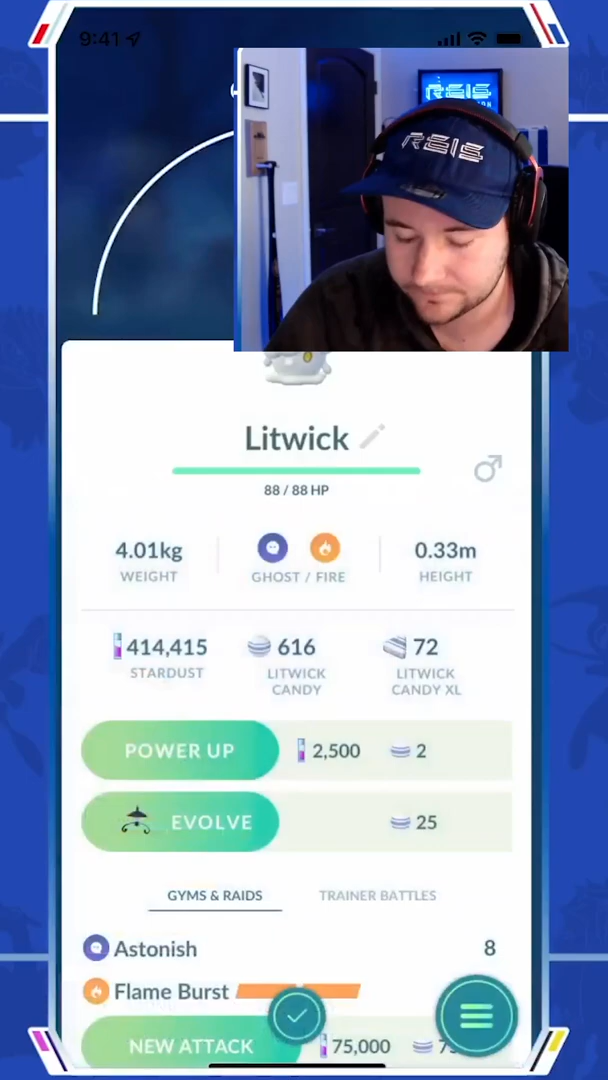 9:41
REIS
REIS
Litwick
88 / 88 HP
4.01kg
WEIGHT
GHOST / FIRE
0.33m
HEIGHT
414,415
STARDUST
616
LITWICK
CANDY
72
LITWICK
CANDY XL
POWER UP
2,500
2
EVOLVE
25
GYMS & RAIDS
TRAINER BATTLES
Astonish
8
Flame Burst
NEW ATTACK
75,000